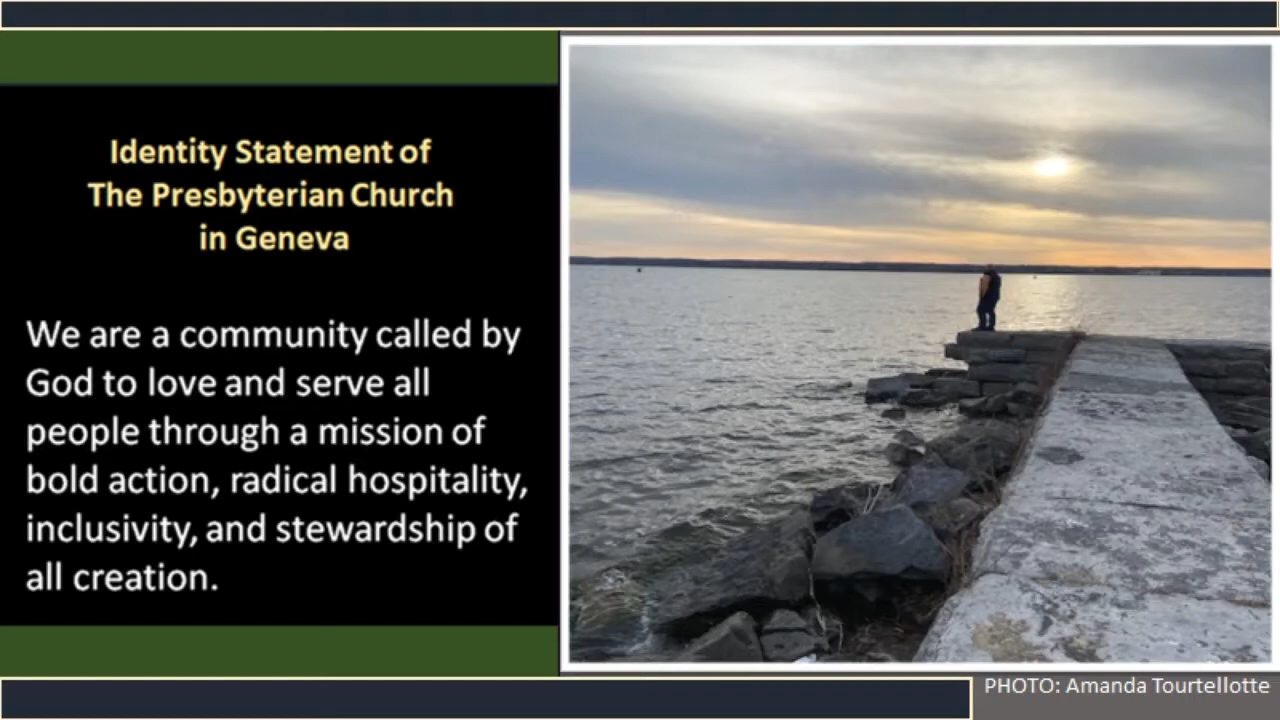 Identity Statement of
The Presbyterian Church
in Geneva
We are a community called by
God to love and serve all
people through a mission of
bold action, radical hospitality,
inclusivity, and stewardship of
all creation.
PHOTO: Amanda Tourtellotte